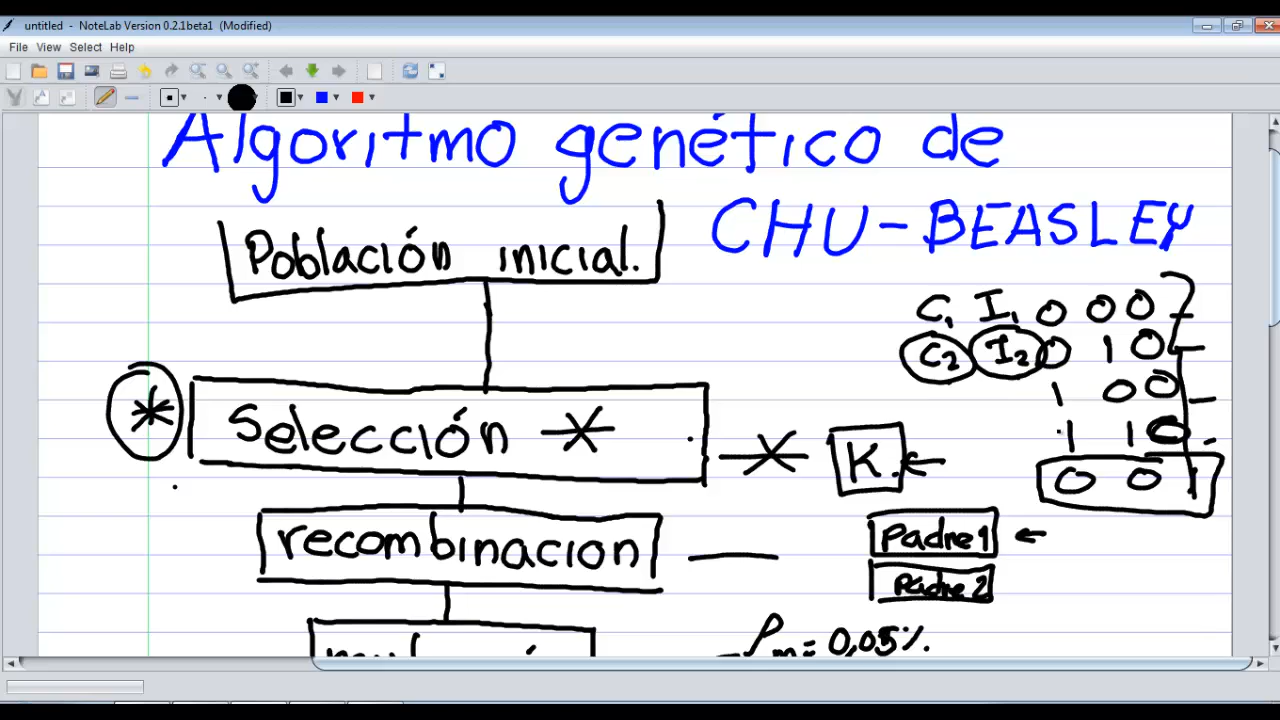 untitled - NoteLab Version 0.2.1beta1 (Modified)
File View Select Help
Algoritmo genético de
CHU-BEASLEY
Población inicial.
C1 I1 0 0 0
C2 I2 0 1 0
1 0 0
1 1 0
0 0 1
* Selección * * K.
recombinacion
Padre 1
Padre 2
ρm = 0,05%.